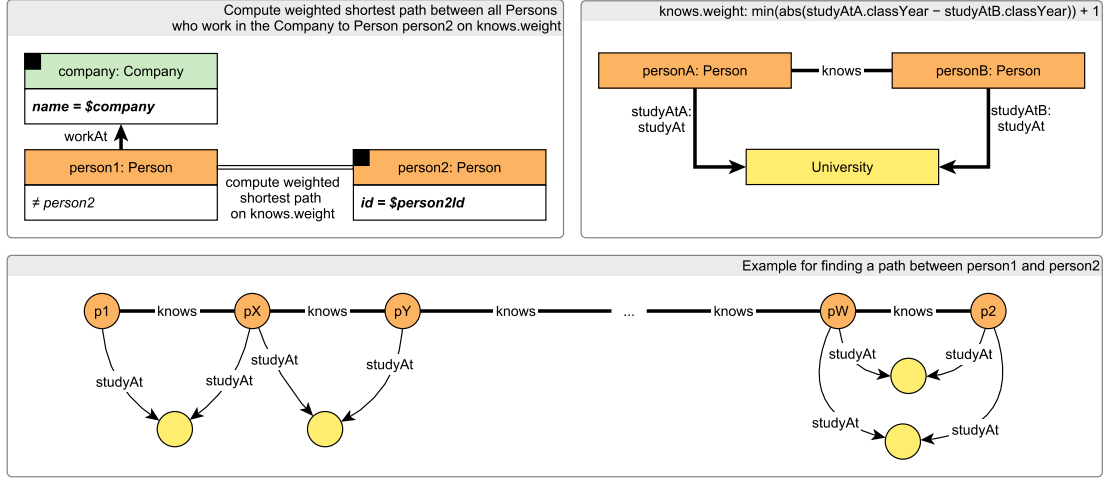 Compute weighted shortest path between all Persons
who work in the Company to Person person2 on knows.weight
company: Company
name = $company
workAt
person1: Person
≠ person2
compute weighted
shortest path
on knows.weight
person2: Person
id = $person2Id
knows.weight: min(abs(studyAtA.classYear − studyAtB.classYear)) + 1
personA: Person
knows
personB: Person
studyAtA:
studyAt
studyAtB:
studyAt
University
Example for finding a path between person1 and person2
p1 knows pX knows pY knows ... knows pW knows p2
studyAt studyAt studyAt studyAt studyAt studyAt
studyAt studyAt